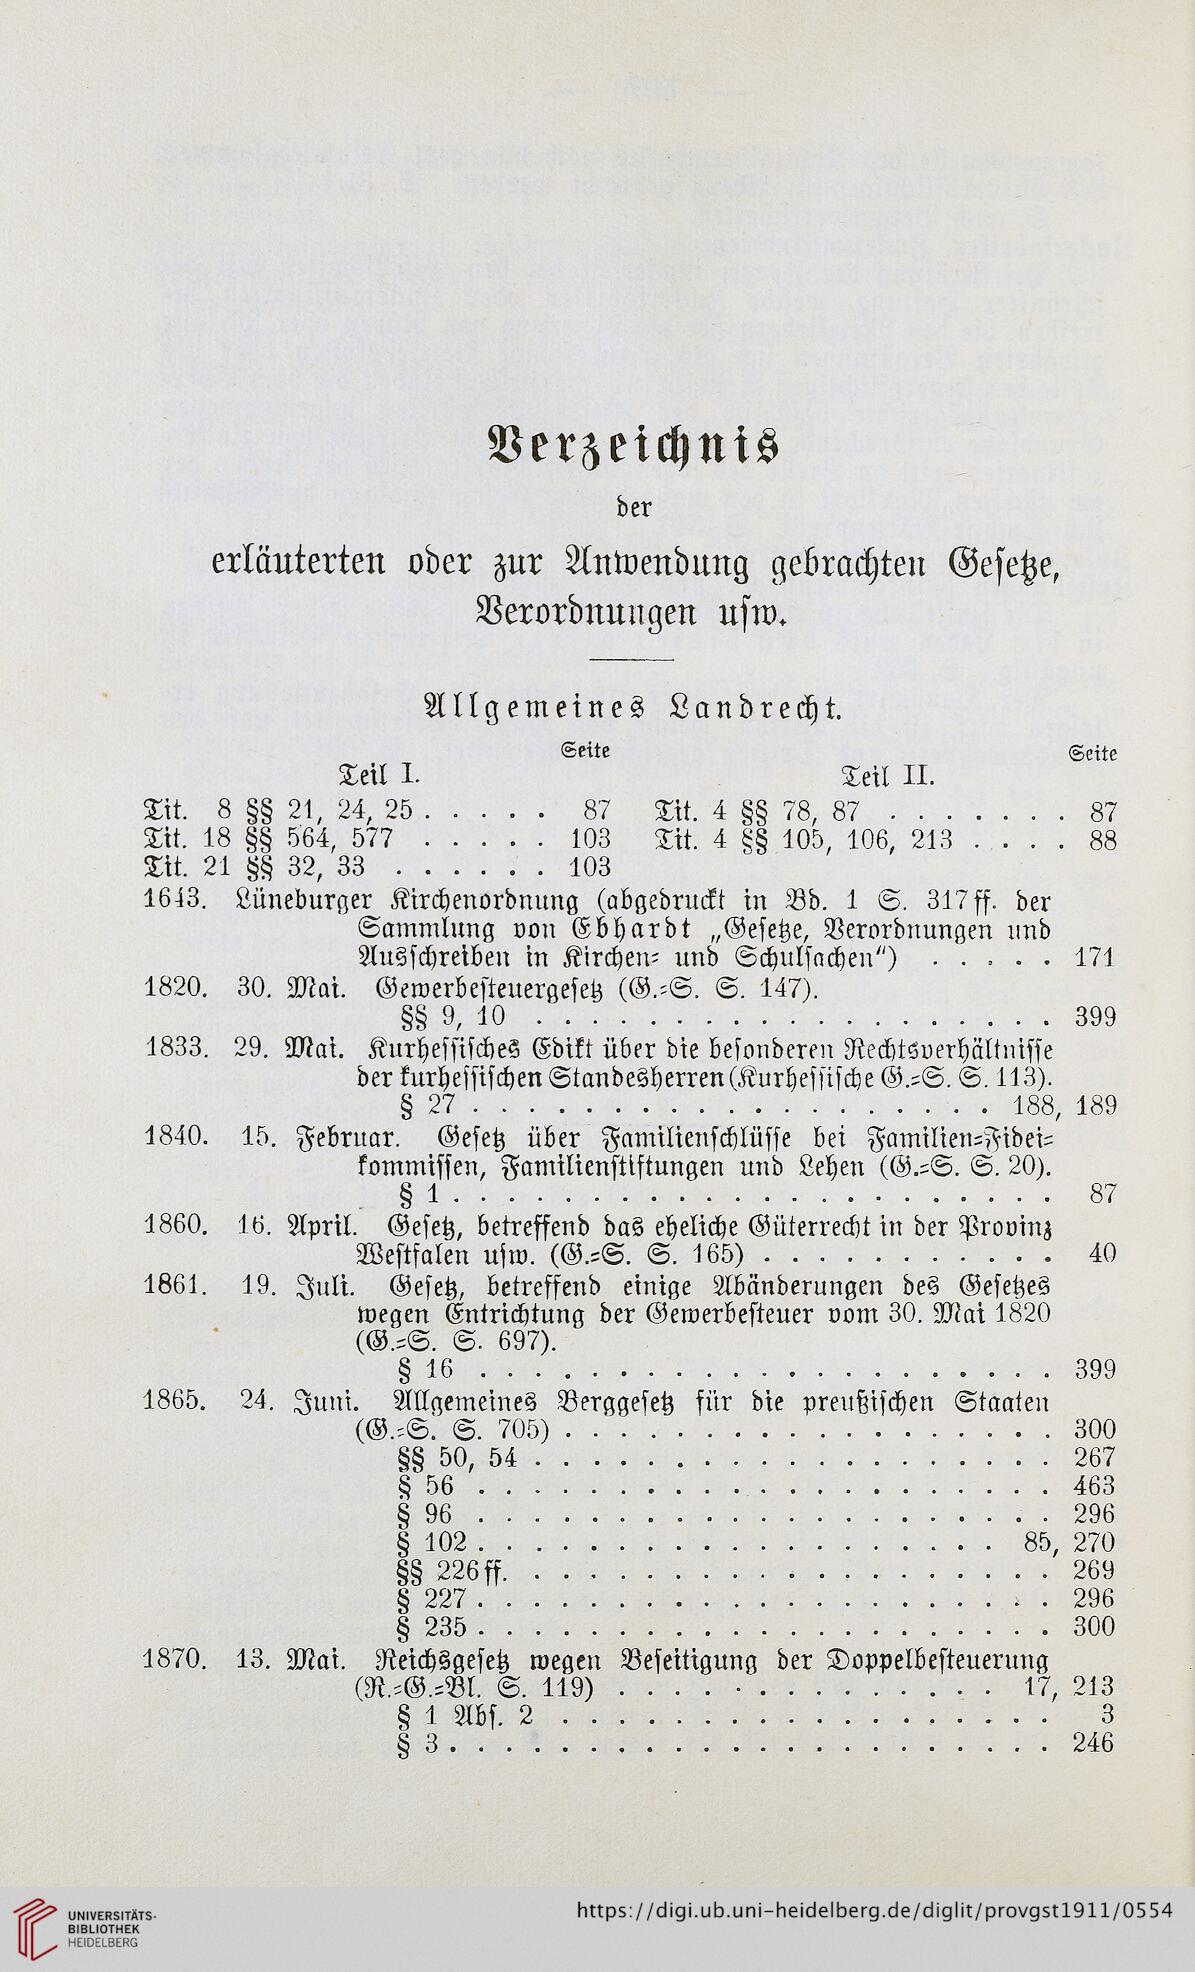 Verzeichnis
der
erläuterten oder zur Anwendung gebrachten Gesetze,
Verordnungen usw.
Allgemeines Landrecht.
Seite
Teil I.
Tit. 8 §§ 21, 24, 25 . . . . . 87
Tit. 18 §§ 564, 577 . . . . . 103
Tit. 21 §§ 32, 33 . . . . . . 103
Seite
Teil II.
Tit. 4 §§ 78, 87 . . . . . . . 87
Tit. 4 §§ 105, 106, 213 . . . . 88
1643. Lüneburger Kirchenordnung (abgedruckt in Bd. 1 S. 317 ff. der
Sammlung von Ebhardt „Gesetze, Verordnungen und
Ausschreiben in Kirchen- und Schulsachen") . . . . . 171
1820. 30. Mai. Gewerbesteuergesetz (G.-S. S. 147).
§§ 9, 10 . . . . . . . . . . . . . . . . . . . 399
1833. 29. Mai. Kurhessisches Edikt über die besonderen Rechtsverhältnisse
der kurhessischen Standesherren (Kurhessische G.-S. S. 113).
§ 27 . . . . . . . . . . . . . . . . . . . 188, 189
1840. 15. Februar. Gesetz über Familienschlüsse bei Familien-Fidei-
kommissen, Familienstiftungen und Lehen (G.-S. S. 20).
§ 1 . . . . . . . . . . . . . . . . . . . . . . 87
1860. 16. April. Gesetz, betreffend das eheliche Güterrecht in der Provinz
Westfalen usw. (G.-S. S. 165) . . . . . . . . . . . 40
1861. 19. Juli. Gesetz, betreffend einige Abänderungen des Gesetzes
wegen Entrichtung der Gewerbesteuer vom 30. Mai 1820
(G.-S. S. 697).
§ 16 . . . . . . . . . . . . . . . . . . . . . 399
1865. 24. Juni. Allgemeines Berggesetz für die preußischen Staaten
(G.-S. S. 705) . . . . . . . . . . . . . . . . . . 300
§§ 50, 54 . . . . . . . . . . . . . . . . . . . 267
§ 56 . . . . . . . . . . . . . . . . . . . . . 463
§ 96 . . . . . . . . . . . . . . . . . . . . . 296
§ 102 . . . . . . . . . . . . . . . . . . . 85, 270
§§ 226 ff. . . . . . . . . . . . . . . . . . . . 269
§ 227 . . . . . . . . . . . . . . . . . . . . . 296
§ 235 . . . . . . . . . . . . . . . . . . . . . 300
1870. 13. Mai. Reichsgesetz wegen Beseitigung der Doppelbesteuerung
(R.-G.-Bl. S. 119) . . . . . . . . . . . . . . 17, 213
§ 1 Abs. 2 . . . . . . . . . . . . . . . . . . 3
§ 3 . . . . . . . . . . . . . . . . . . . . . . 246
UNIVERSITÄTS-
BIBLIOTHEK
HEIDELBERG
https://digi.ub.uni-heidelberg.de/diglit/provgst1911/0554